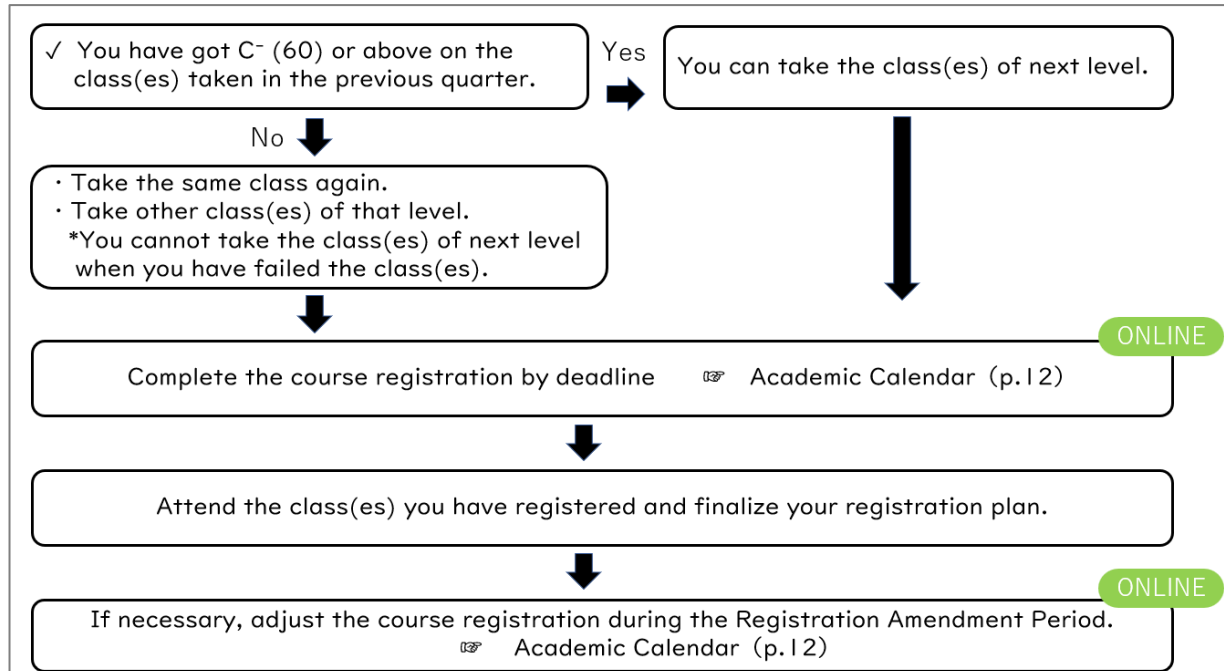 ✓ You have got C⁻ (60) or above on the
class(es) taken in the previous quarter.
Yes
You can take the class(es) of next level.
No
・Take the same class again.
・Take other class(es) of that level.
*You cannot take the class(es) of next level
when you have failed the class(es).
ONLINE
Complete the course registration by deadline ☞ Academic Calendar (p.12)
Attend the class(es) you have registered and finalize your registration plan.
ONLINE
If necessary, adjust the course registration during the Registration Amendment Period.
☞ Academic Calendar (p.12)